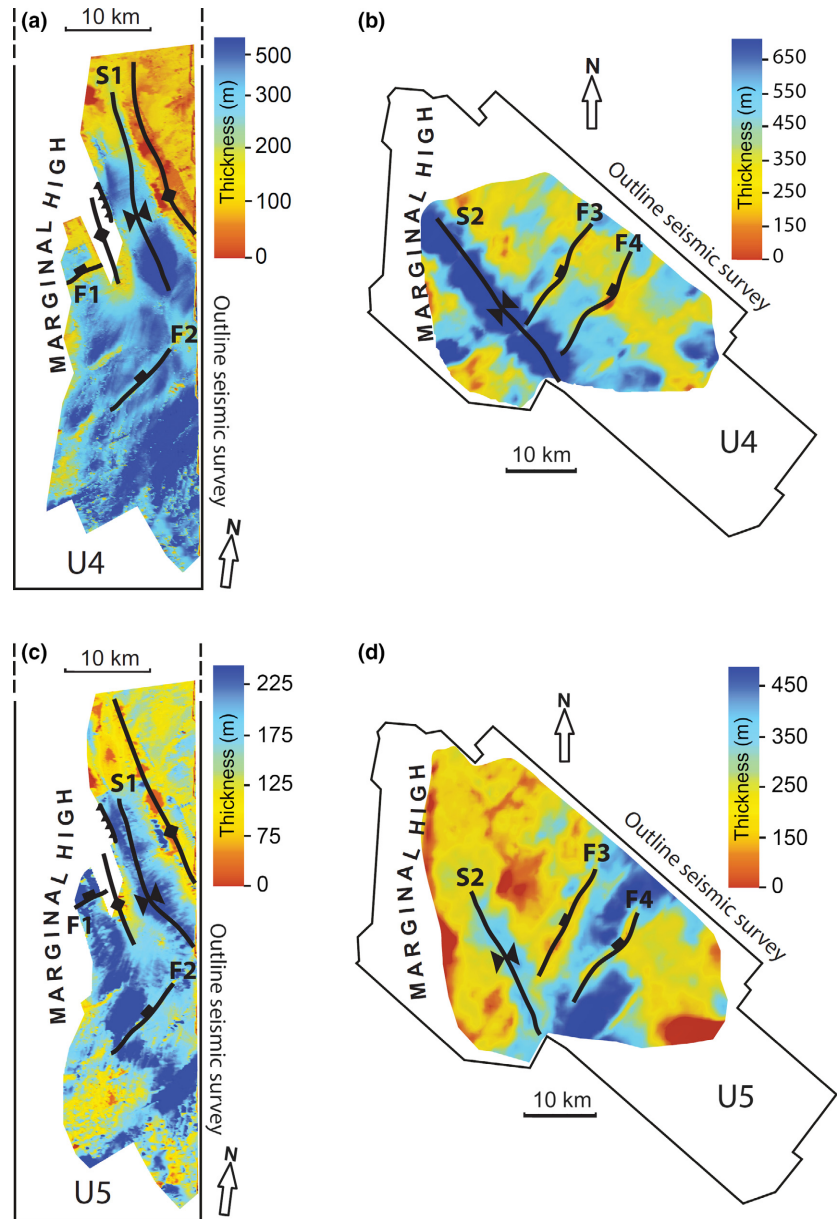 (a)
10 km
S1
MARGINAL HIGH
F1
F2
Thickness (m)
500
300
200
100
0
Outline seismic survey
N
U4
(b)
N
MARGINAL HIGH
S2
F3
F4
Outline seismic survey
Thickness (m)
650
550
450
350
250
150
0
10 km
U4
(c)
10 km
S1
MARGINAL HIGH
F1
F2
Thickness (m)
225
175
125
75
0
Outline seismic survey
N
U5
(d)
N
MARGINAL HIGH
S2
F3
F4
Outline seismic survey
Thickness (m)
450
350
250
150
0
10 km
U5